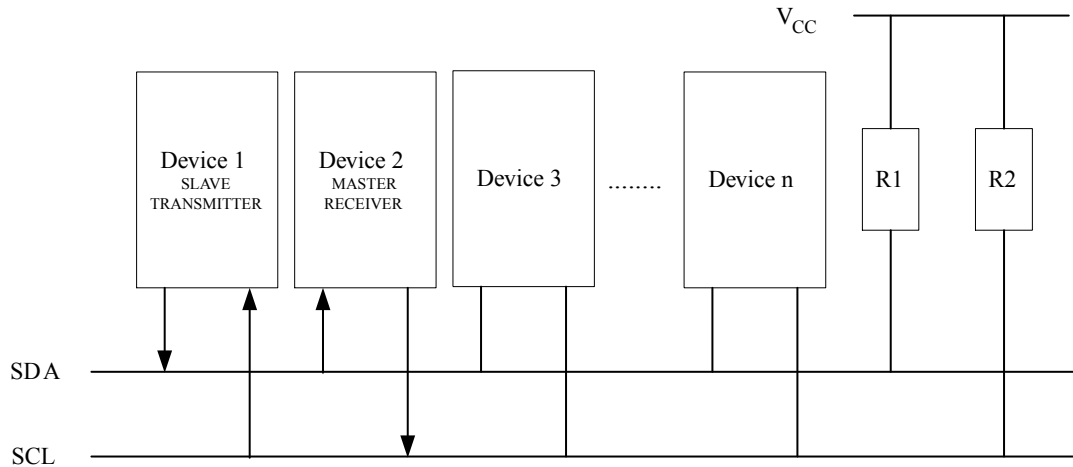 VCC
Device 1
SLAVE
TRANSMITTER
Device 2
MASTER
RECEIVER
Device 3
........
Device n
R1
R2
SDA
SCL